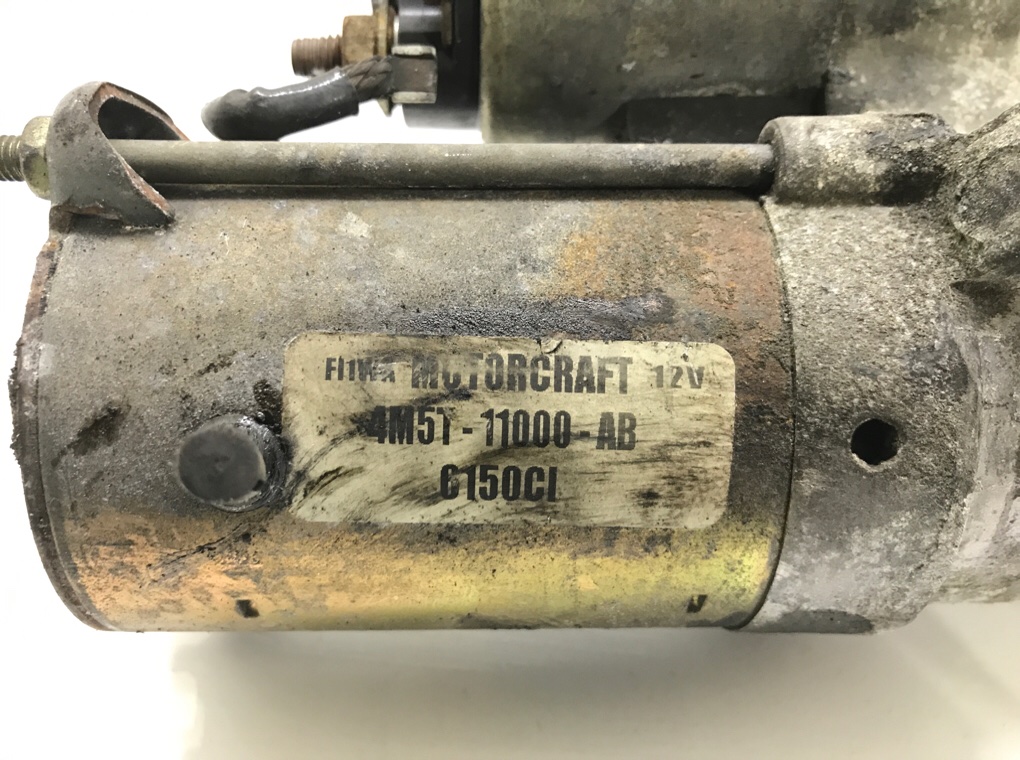 MOTORCRAFT 12V
4M5T-11000-AB
6150CI